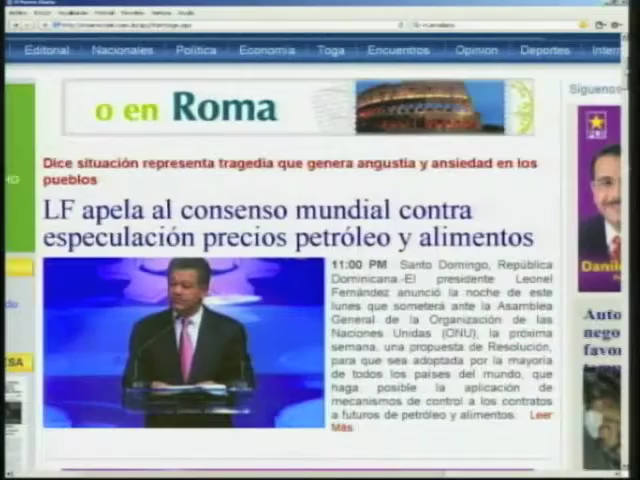 Editorial Nacionales Política Economía Toga Encuentros Opinion Deportes Intern
Síguenos
o en Roma
Dice situación representa tragedia que genera angustia y ansiedad en los
pueblos
LF apela al consenso mundial contra
especulación precios petróleo y alimentos
11:00 PM Santo Domingo, República
Dominicana.-El presidente Leonel
Fernández anunció la noche de este
lunes que someterá ante la Asamblea
General de la Organización de las
Naciones Unidas (ONU), la próxima
semana, una propuesta de Resolución,
para que sea adoptada por la mayoría
de todos los países del mundo, que
haga posible la aplicación de
mecanismos de control a los contratos
a futuros de petróleo y alimentos. Leer
Más
Danilo
Auto
nego
favor